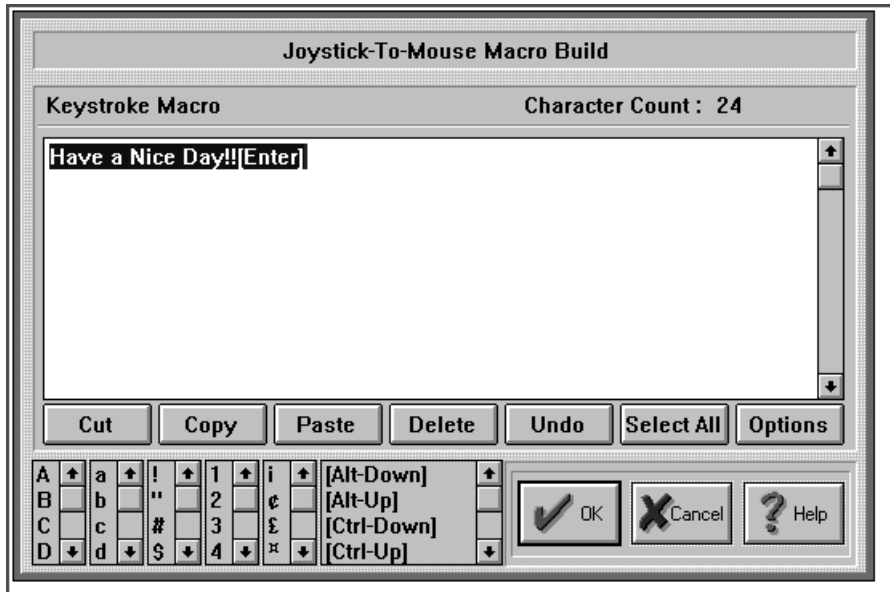 Joystick-To-Mouse Macro Build
Keystroke Macro Character Count : 24
Have a Nice Day!![Enter]
Cut Copy Paste Delete Undo Select All Options
A a ! 1 ¡ [Alt-Down]
B b " 2 ¢ [Alt-Up]
C c # 3 £ [Ctrl-Down]
D d $ 4 ¤ [Ctrl-Up]
OK Cancel Help